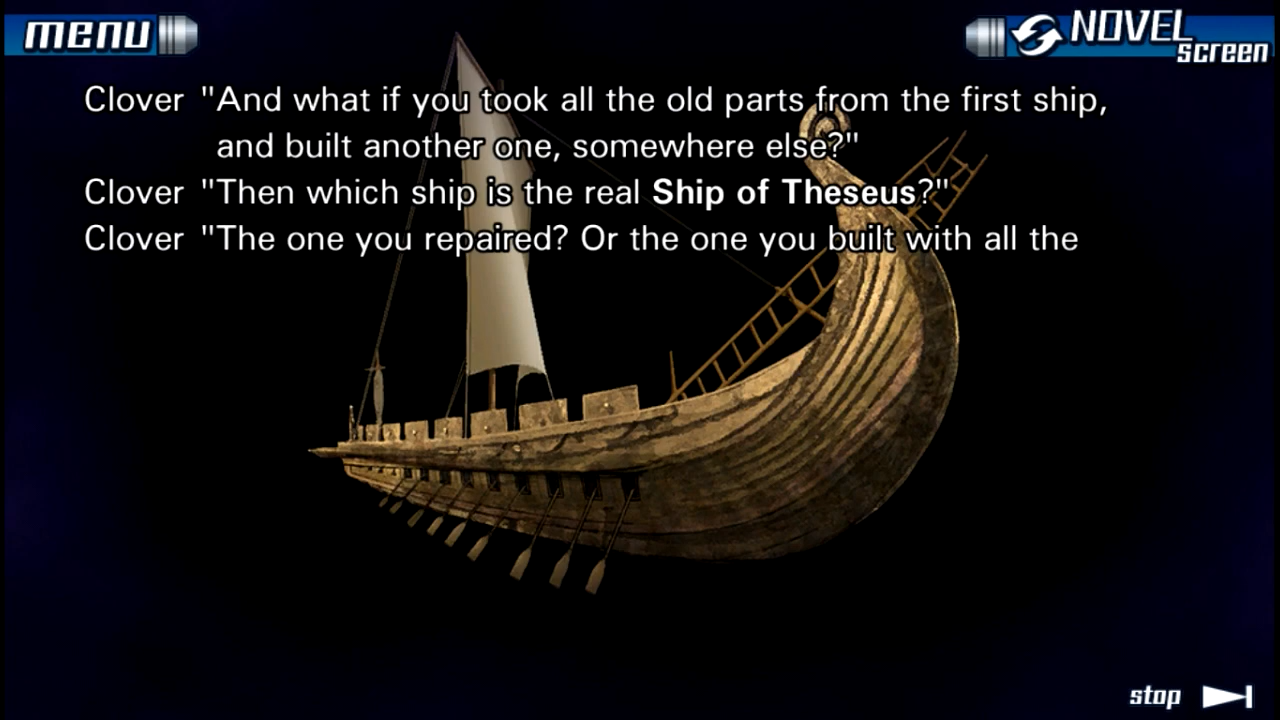 menu
NOVEL
screen
Clover "And what if you took all the old parts from the first ship,
and built another one, somewhere else?"
Clover "Then which ship is the real Ship of Theseus?"
Clover "The one you repaired? Or the one you built with all the
stop